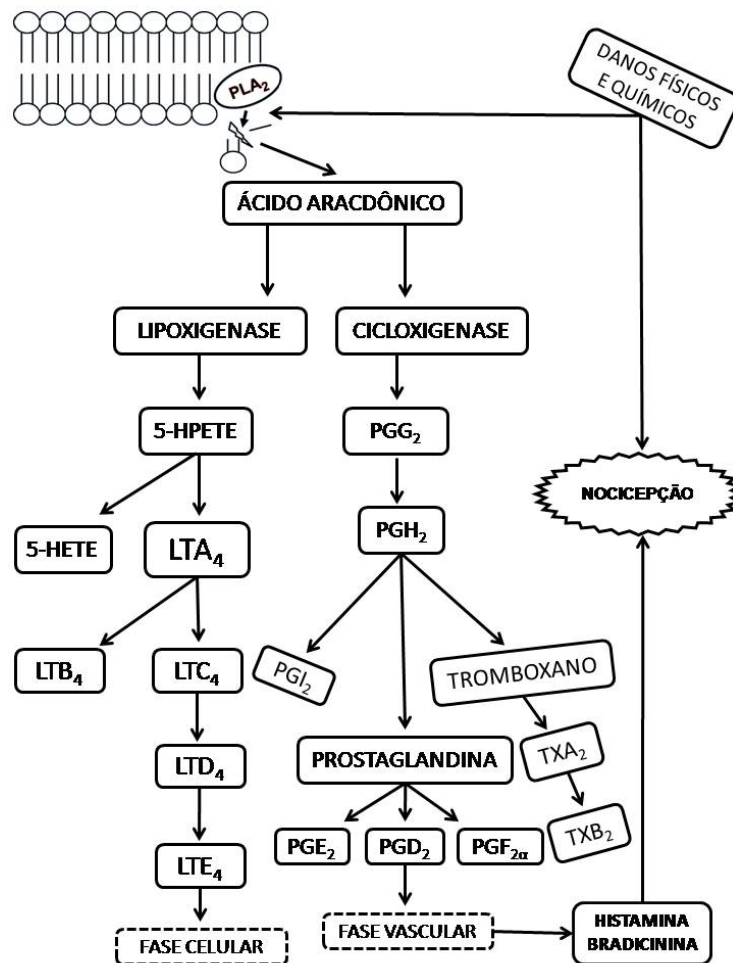 PLA₂
DANOS FÍSICOS
E QUÍMICOS
ÁCIDO ARACDÔNICO
LIPOXIGENASE
CICLOXIGENASE
5-HPETE
PGG₂
NOCICEPÇÃO
5-HETE
LTA₄
PGH₂
LTB₄
LTC₄
PGI₂
TROMBOXANO
LTD₄
PROSTAGLANDINA
TXA₂
LTE₄
PGE₂
PGD₂
PGF₂α
TXB₂
FASE CELULAR
FASE VASCULAR
HISTAMINA
BRADICININA